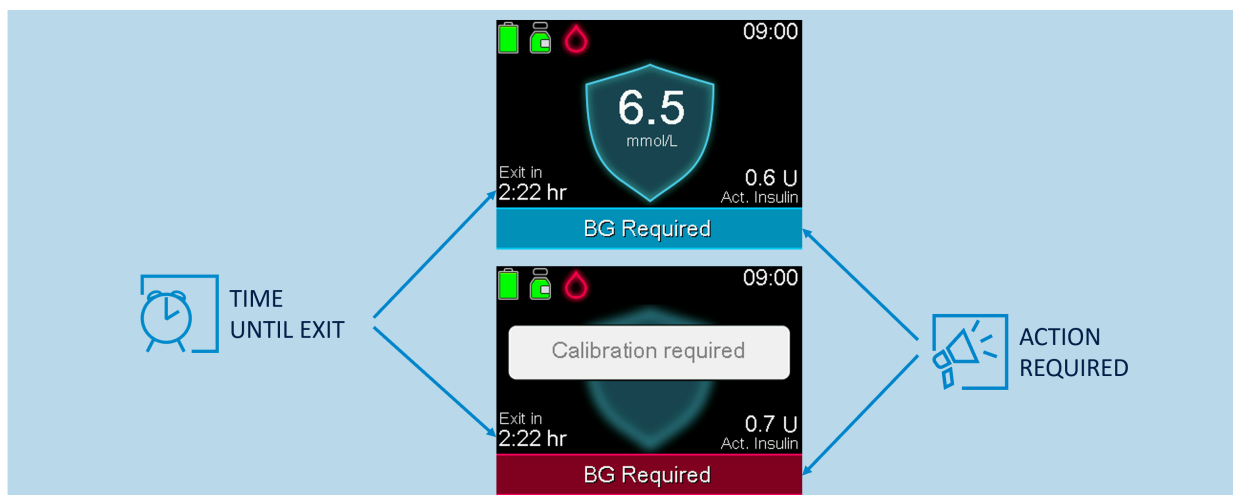 09:00
6.5
mmol/L
Exit in
2:22 hr
0.6 U
Act. Insulin
BG Required
TIME
UNTIL EXIT
09:00
Calibration required
Exit in
2:22 hr
0.7 U
Act. Insulin
BG Required
ACTION
REQUIRED